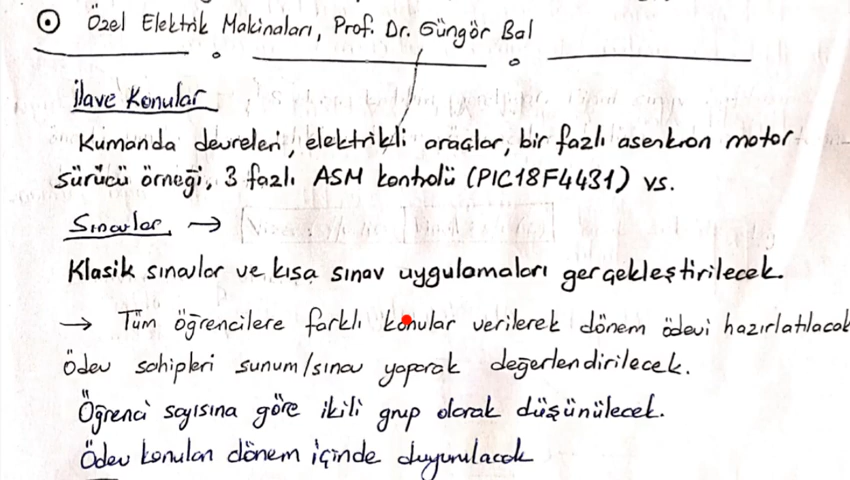 Özel Elektrik Makinaları, Prof. Dr. Güngör Bal
İlave Konular
Kumanda devreleri, elektrikli araçlar, bir fazlı asenkron motor
sürücü örneği, 3 fazlı ASM kontrolü (PIC18F4431) vs.
Sınavlar →
Klasik sınavlar ve kısa sınav uygulamaları gerçekleştirilecek.
→ Tüm öğrencilere farklı konular verilerek dönem ödevi hazırlatılacak
Ödev sahipleri sunum/sınav yaparak değerlendirilecek.
Öğrenci sayısına göre ikili grup olarak düşünülecek.
Ödev konuları dönem içinde duyurulacak